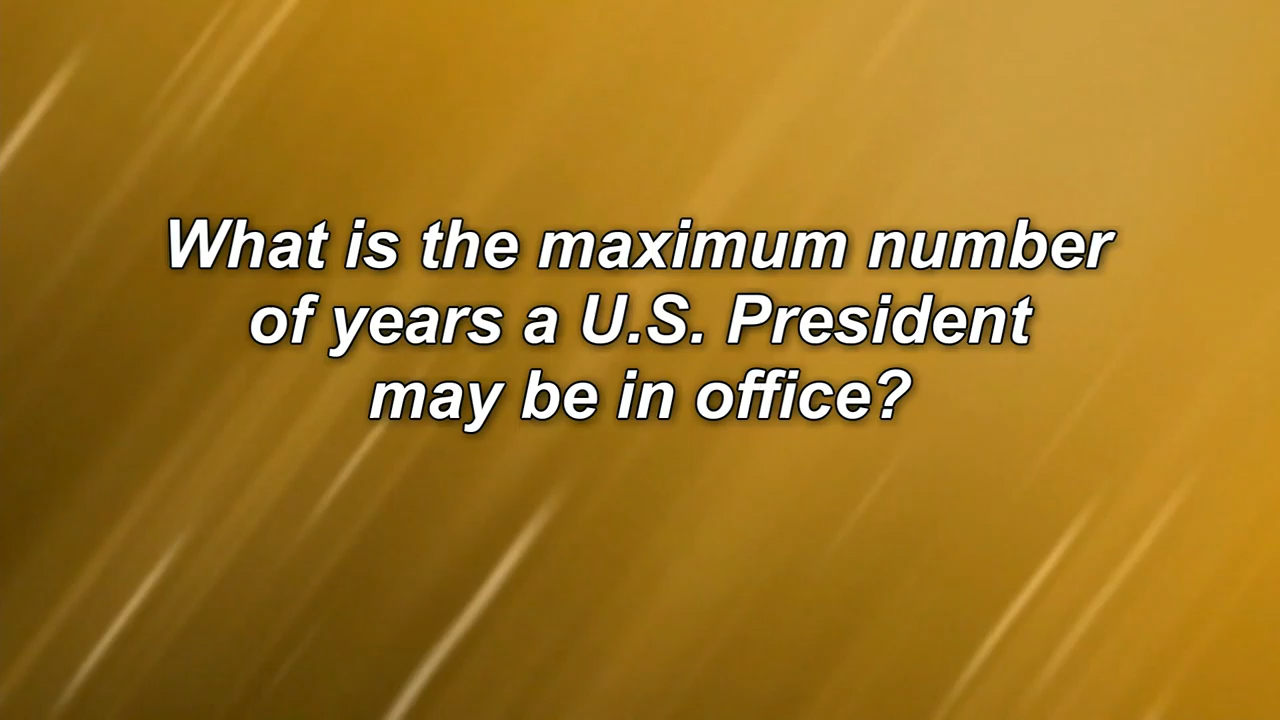 What is the maximum number
of years a U.S. President
may be in office?